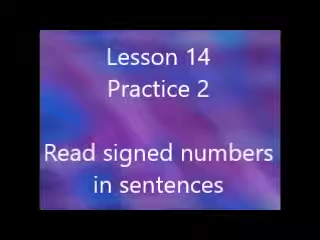 Lesson 14
Practice 2
Read signed numbers
in sentences